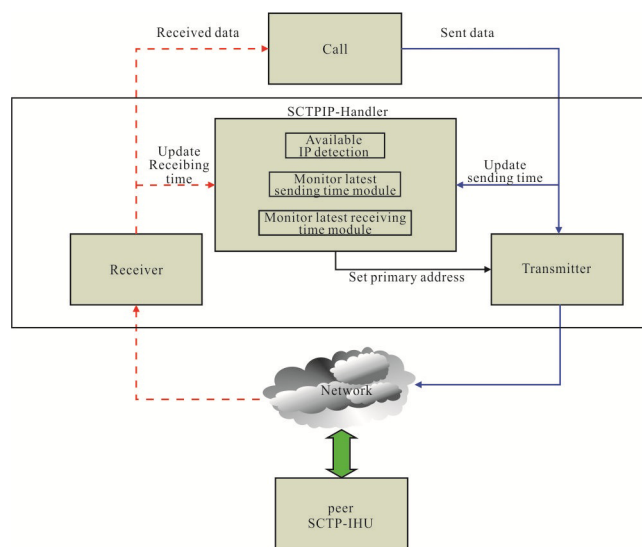 Received data
Call
Sent data
SCTPIP-Handler
Available
IP detection
Monitor latest
sending time module
Monitor latest receiving
time module
Update
Receibing
time
Update
sending time
Receiver
Set primary address
Transmitter
Network
peer
SCTP-IHU